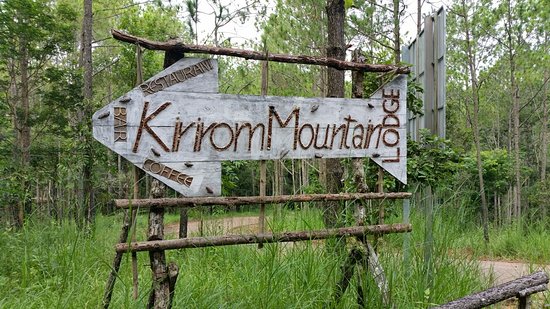 RESTAURANT
BAR
COFFEE
Kirirom Mountain
LODGE